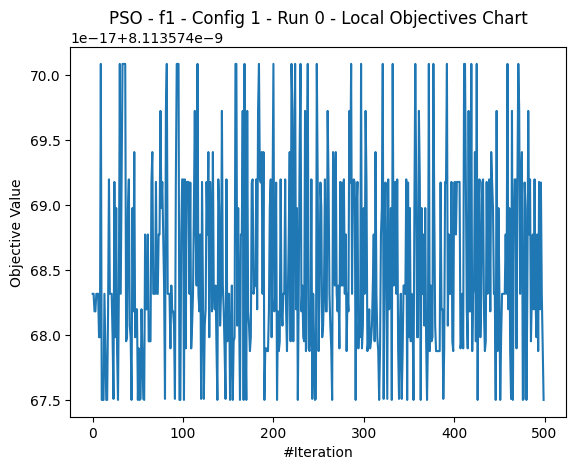 PSO - f1 - Config 1 - Run 0 - Local Objectives Chart
1e-17+8.113574e-9
70.0
69.5
69.0
68.5
68.0
67.5
Objective Value
0 100 200 300 400 500
#Iteration